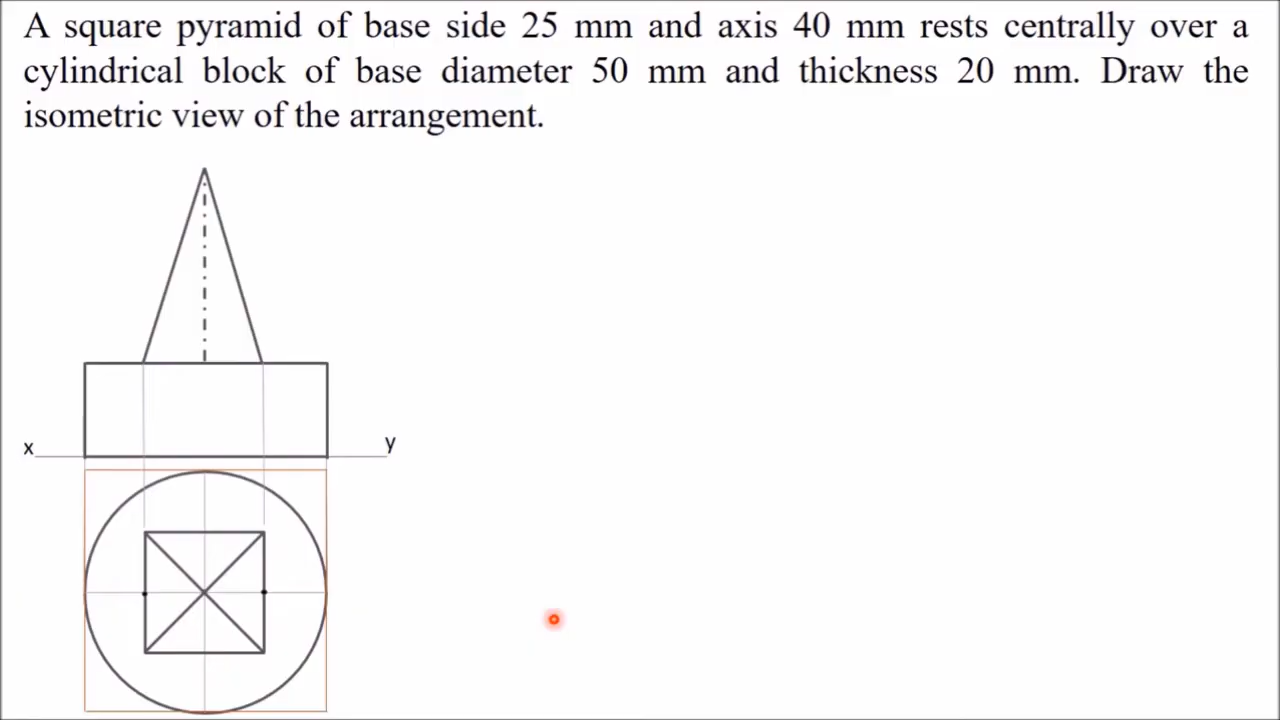 A square pyramid of base side 25 mm and axis 40 mm rests centrally over a
cylindrical block of base diameter 50 mm and thickness 20 mm. Draw the
isometric view of the arrangement.
x y